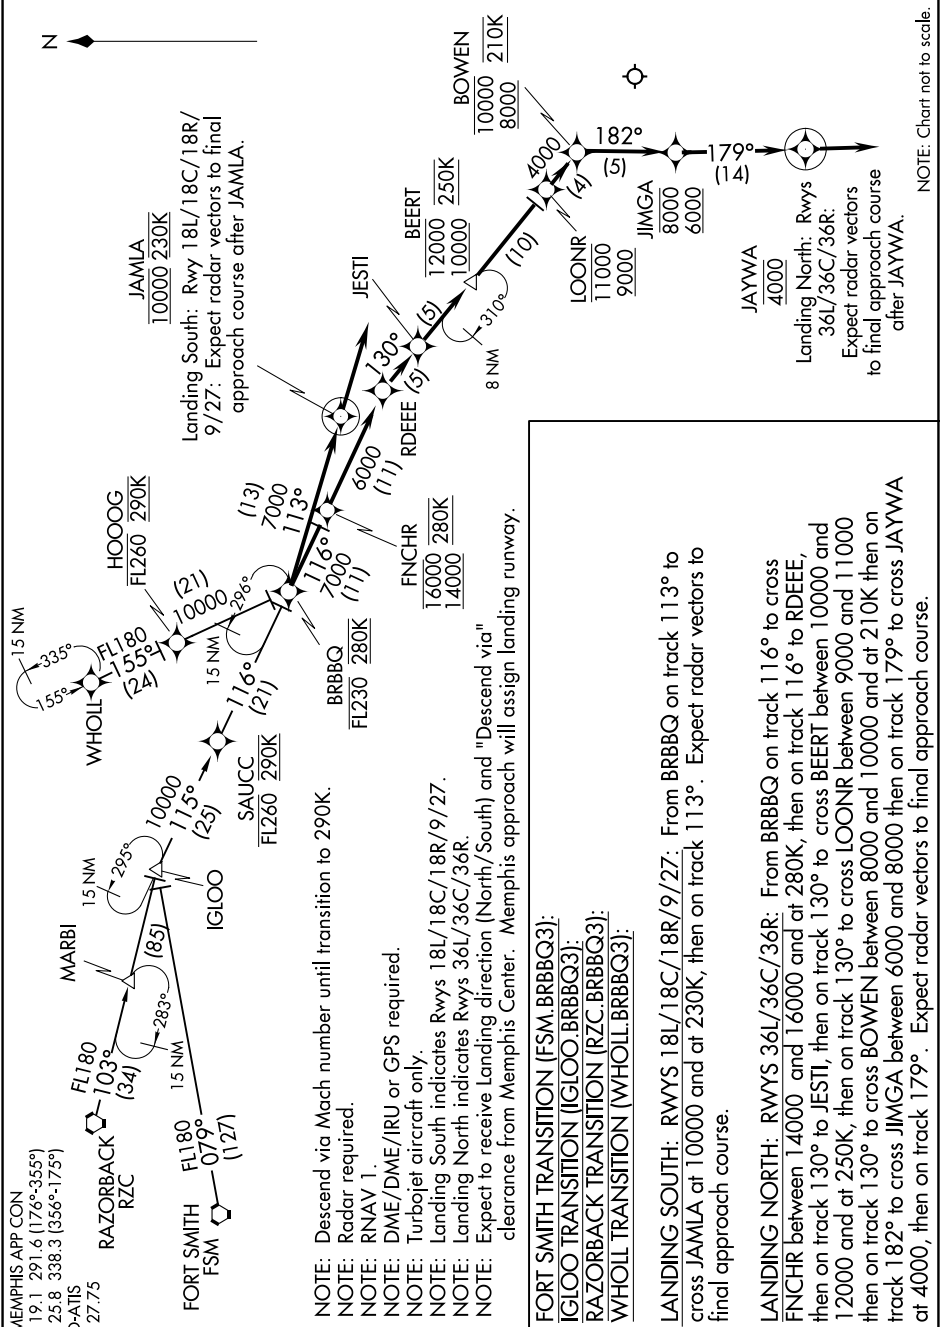 MEMPHIS APP CON
19.1 291.6 (176°-355°)
25.8 338.3 (356°-175°)
D-ATIS
27.75
N
RAZORBACK
RZC
FL180
103°
(34)
MARBI
283°
15 NM
(85)
FORT SMITH
FSM
FL180
079°
(127)
IGLOO
15 NM
295°
10000
115°
(25)
SAUCC
FL260 290K
116°
(21)
WHOLL
15 NM
335°
155°
FL180
155°
(24)
HOOOG
FL260 290K
(21)
10000
15 NM
296°
BRBBQ
FL230 280K
(13)
7000
113°
116°
7000
(11)
JAMLA
10000 230K
Landing South: Rwy 18L/18C/18R/
9/27: Expect radar vectors to final
approach course after JAMLA.
FNCHR
16000 280K
14000
6000
(11)
RDEEE
130°
(5)
JESTI
(5)
BEERT
12000 250K
10000
8 NM
310°
(10)
LOONR
11000
9000
4000
(4)
BOWEN
10000 210K
8000
182°
(5)
JIMGA
8000
6000
179°
(14)
JAYWA
4000
Landing North: Rwys
36L/36C/36R:
Expect radar vectors
to final approach course
after JAYWA.
NOTE: Chart not to scale.
NOTE: Descend via Mach number until transition to 290K.
NOTE: Radar required.
NOTE: RNAV 1.
NOTE: DME/DME/IRU or GPS required.
NOTE: Turbojet aircraft only.
NOTE: Landing South indicates Rwys 18L/18C/18R/9/27.
NOTE: Landing North indicates Rwys 36L/36C/36R.
NOTE: Expect to receive Landing direction (North/South) and "Descend via"
clearance from Memphis Center. Memphis approach will assign landing runway.
FORT SMITH TRANSITION (FSM.BRBBQ3):
IGLOO TRANSITION (IGLOO.BRBBQ3):
RAZORBACK TRANSITION (RZC.BRBBQ3):
WHOLL TRANSITION (WHOLL.BRBBQ3):
LANDING SOUTH: RWYS 18L/18C/18R/9/27: From BRBBQ on track 113° to
cross JAMLA at 10000 and at 230K, then on track 113°. Expect radar vectors to
final approach course.
LANDING NORTH: RWYS 36L/36C/36R: From BRBBQ on track 116° to cross
FNCHR between 14000 and 16000 and at 280K, then on track 116° to RDEEE,
then on track 130° to JESTI, then on track 130° to cross BEERT between 10000 and
12000 and at 250K, then on track 130° to cross LOONR between 9000 and 11000
then on track 130° to cross BOWEN between 8000 and 10000 and at 210K then on
track 182° to cross JIMGA between 6000 and 8000 then on track 179° to cross JAYWA
at 4000, then on track 179°. Expect radar vectors to final approach course.